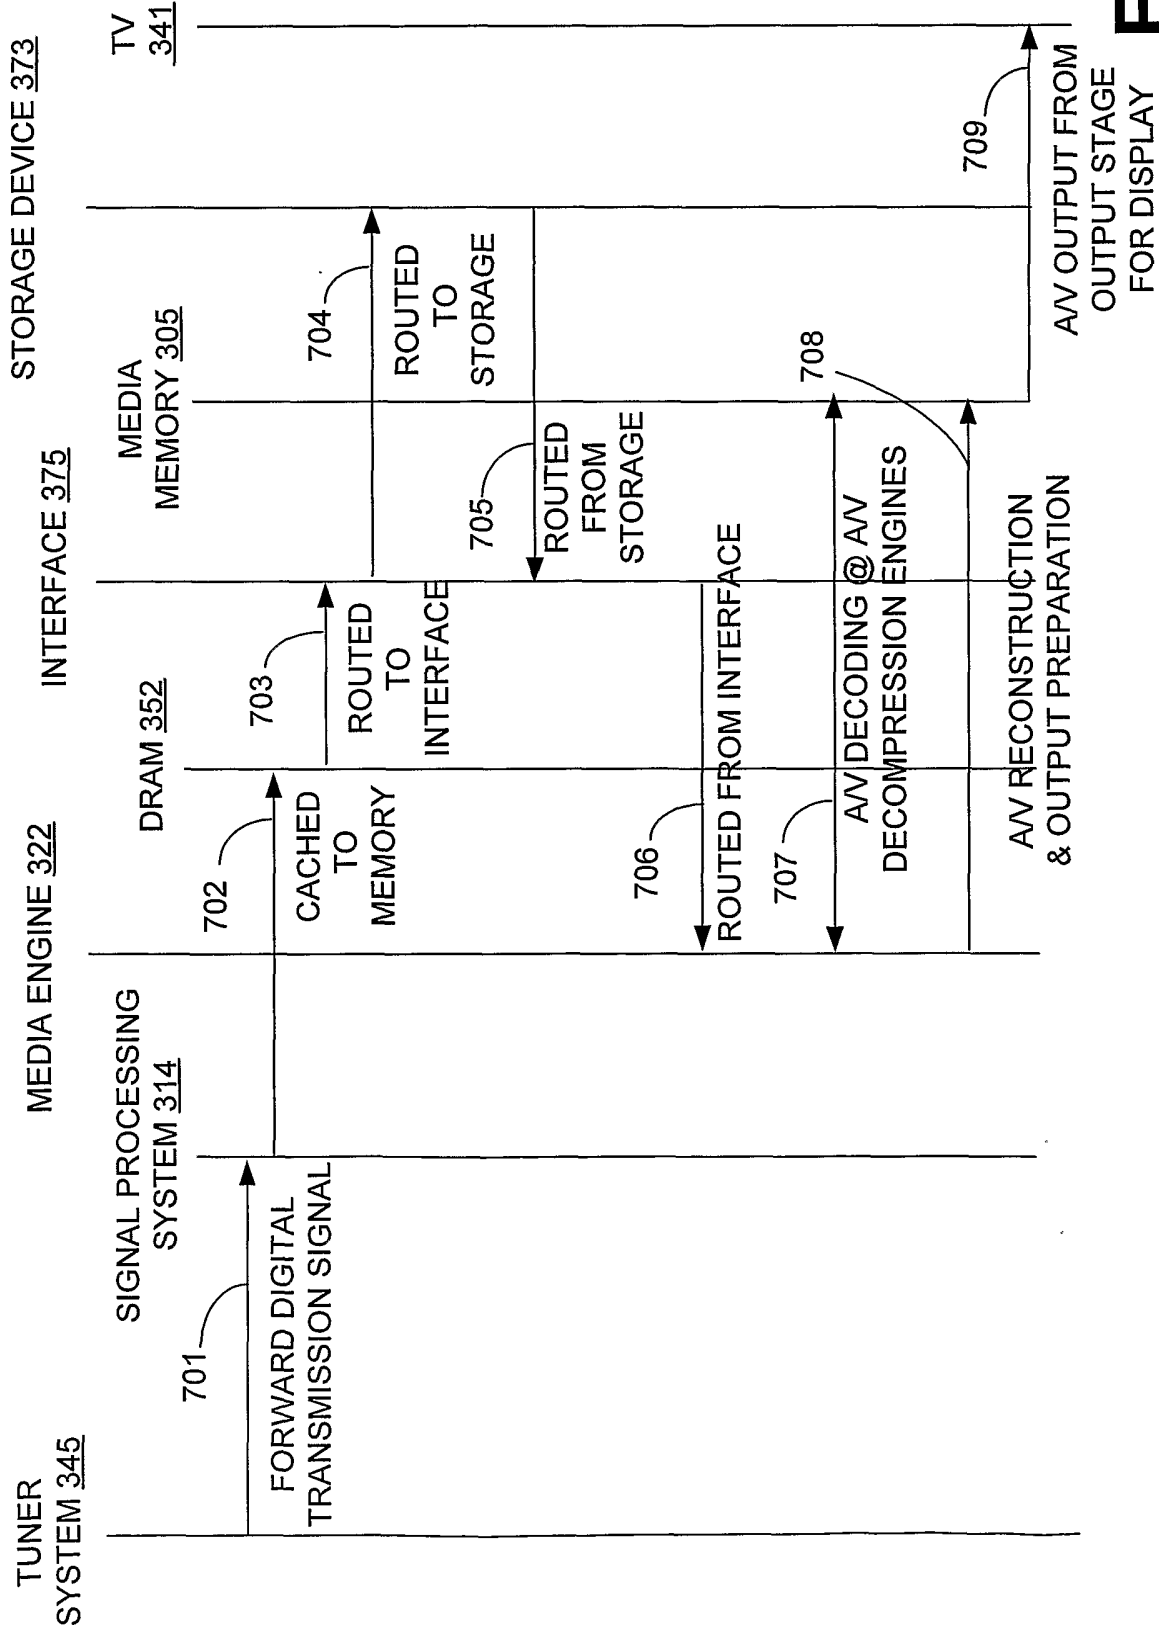 TUNER
SYSTEM 345
SIGNAL PROCESSING
SYSTEM 314
MEDIA ENGINE 322
DRAM 352
INTERFACE 375
MEDIA
MEMORY 305
STORAGE DEVICE 373
TV
341
701
FORWARD DIGITAL
TRANSMISSION SIGNAL
702
CACHED
TO
MEMORY
703
ROUTED
TO
INTERFACE
704
ROUTED
TO
STORAGE
705
ROUTED
FROM
STORAGE
706
ROUTED FROM INTERFACE
707
A/V DECODING @ A/V
DECOMPRESSION ENGINES
708
A/V RECONSTRUCTION
& OUTPUT PREPARATION
709
A/V OUTPUT FROM
OUTPUT STAGE
FOR DISPLAY